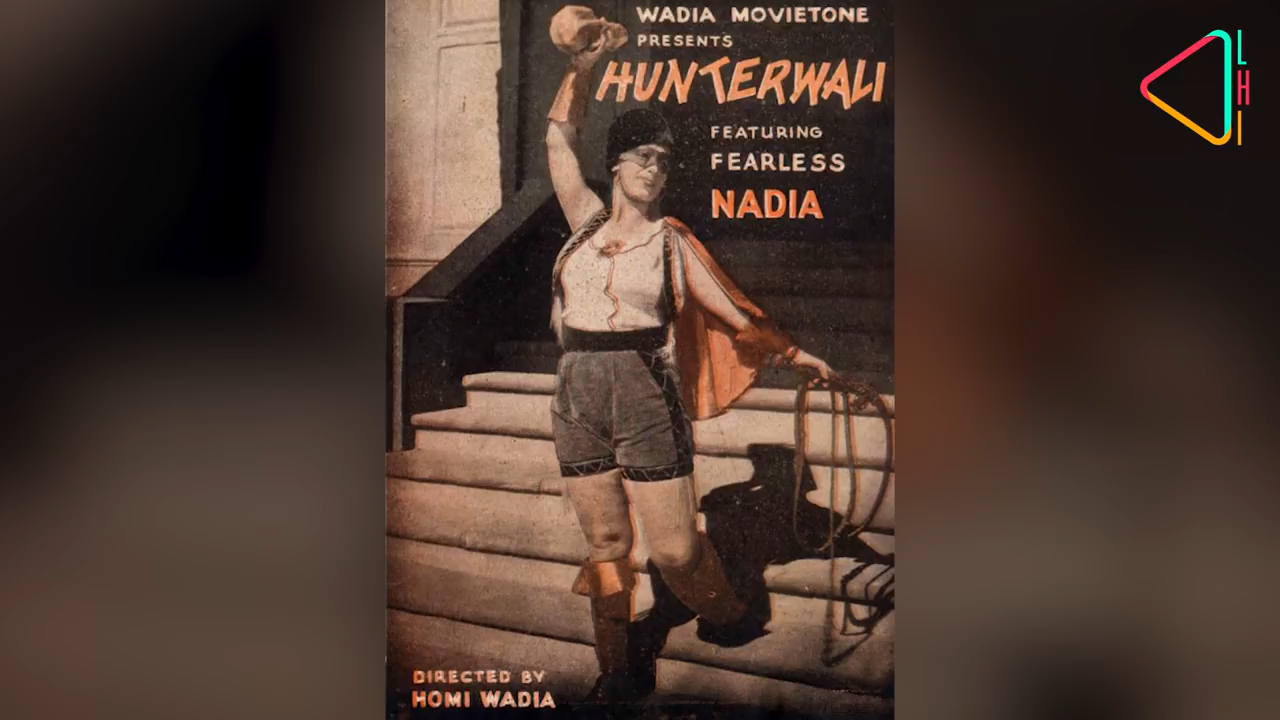 WADIA MOVIETONE
PRESENTS
HUNTERWALI
FEATURING
FEARLESS
NADIA
DIRECTED BY
HOMI WADIA
LHI